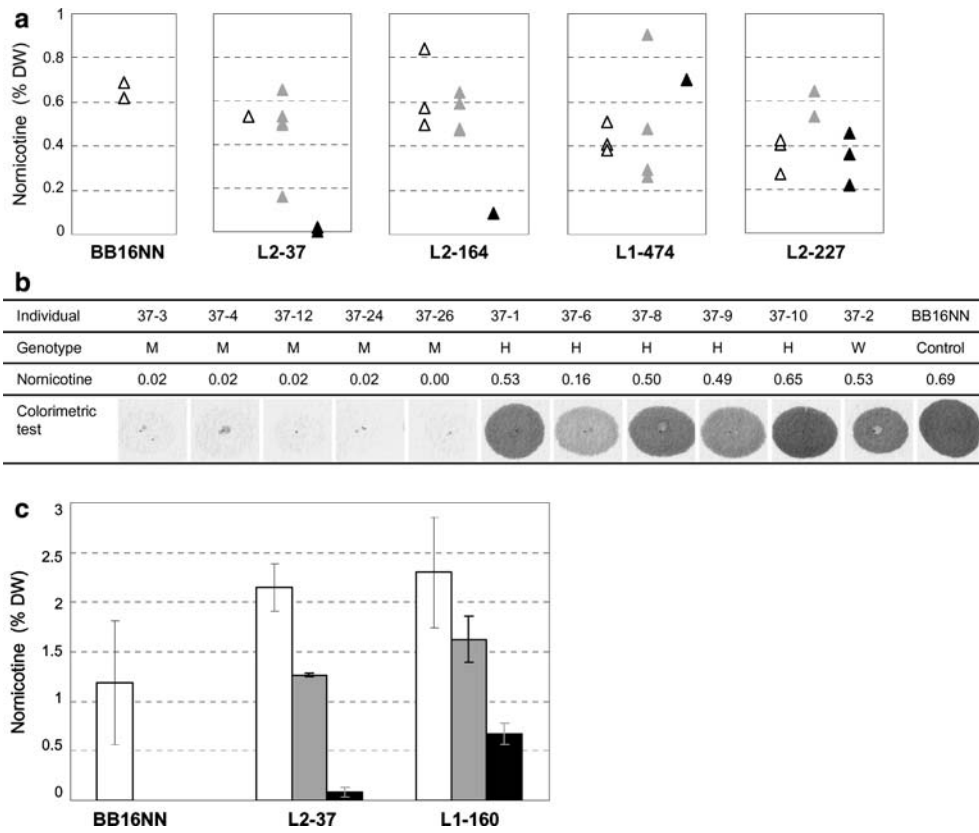 a
Nornicotine (% DW)
1
0.8
0.6
0.4
0.2
0
BB16NN L2-37 L2-164 L1-474 L2-227
b
Individual 37-3 37-4 37-12 37-24 37-26 37-1 37-6 37-8 37-9 37-10 37-2 BB16NN
Genotype M M M M M H H H H H W Control
Nornicotine 0.02 0.02 0.02 0.02 0.00 0.53 0.16 0.50 0.49 0.65 0.53 0.69
Colorimetric
test
c
Nornicotine (% DW)
3
2.5
2
1.5
1
0.5
0
BB16NN L2-37 L1-160